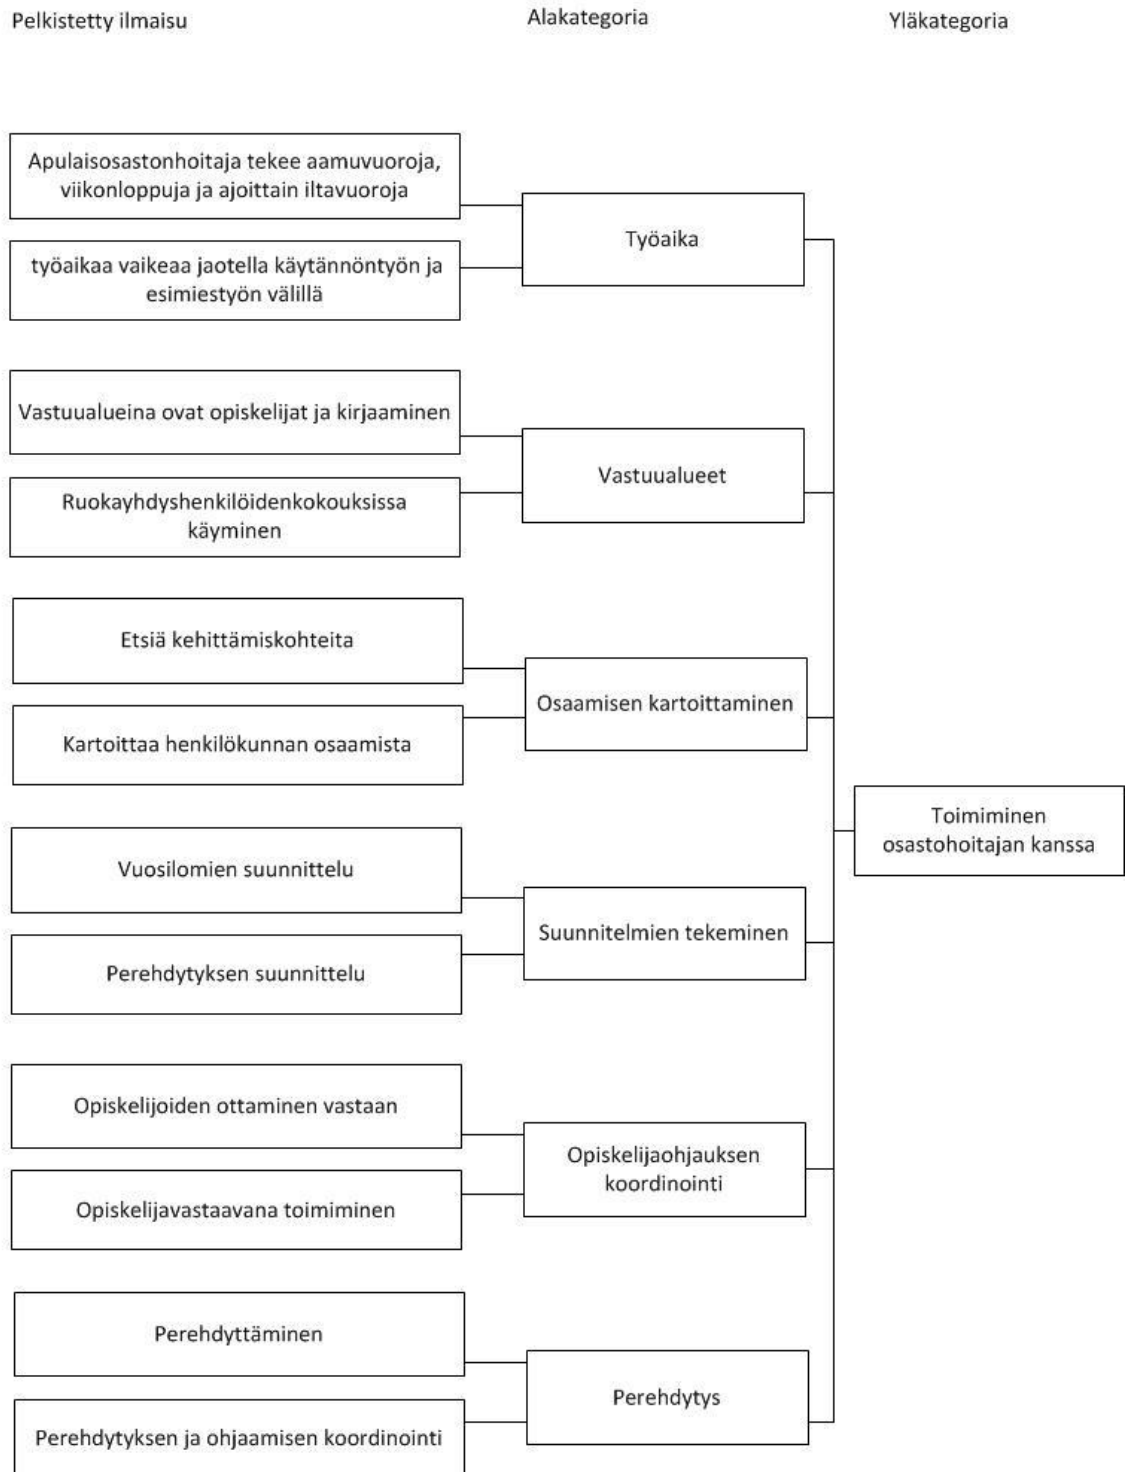 Pelkistetty ilmaisu
Alakategoria
Yläkategoria
Apulaisosastonhoitaja tekee aamuvuoroja,
viikonloppuja ja ajoittain iltavuoroja
työaikaa vaikeaa jaotella käytännöntyön ja
esimiestyön välillä
Työaika
Vastuualueina ovat opiskelijat ja kirjaaminen
Ruokayhdyshenkilöidenkokouksissa
käyminen
Vastuualueet
Etsiä kehittämiskohteita
Kartoittaa henkilökunnan osaamista
Osaamisen kartoittaminen
Vuosilomien suunnittelu
Perehdytyksen suunnittelu
Suunnitelmien tekeminen
Opiskelijoiden ottaminen vastaan
Opiskelijavastaavana toimiminen
Opiskelijaohjauksen
koordinointi
Perehdyttäminen
Perehdytyksen ja ohjaamisen koordinointi
Perehdytys
Toimiminen
osastohoitajan kanssa